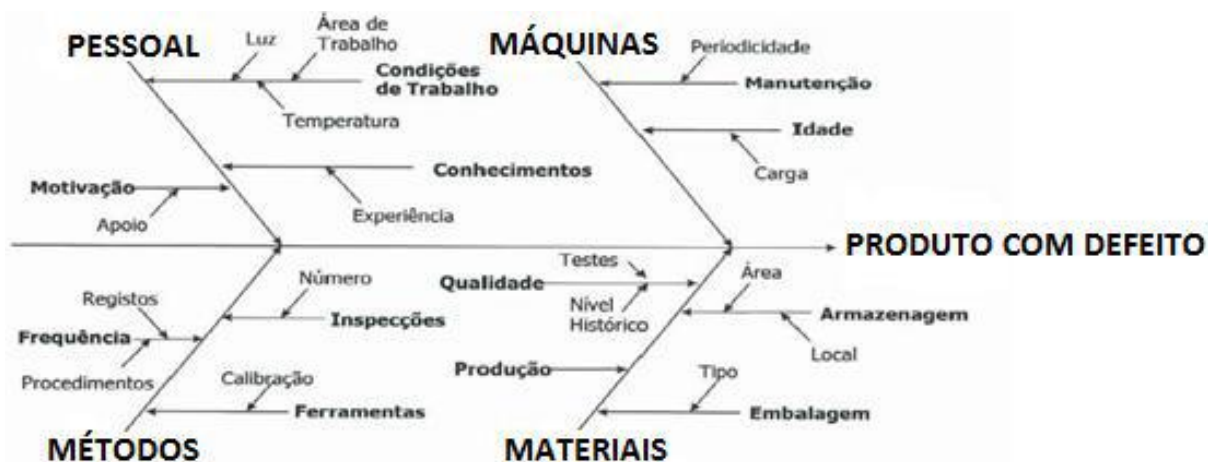 PESSOAL
Luz
Área de
Trabalho
Condições
de Trabalho
Temperatura
Conhecimentos
Motivação
Apoio
Experiência
MÁQUINAS
Periodicidade
Manutenção
Idade
Carga
PRODUTO COM DEFEITO
Número
Registos
Inspecções
Frequência
Procedimentos
Calibração
Ferramentas
MÉTODOS
Testes
Qualidade
Nível
Histórico
Área
Armazenagem
Local
Produção
Tipo
Embalagem
MATERIAIS